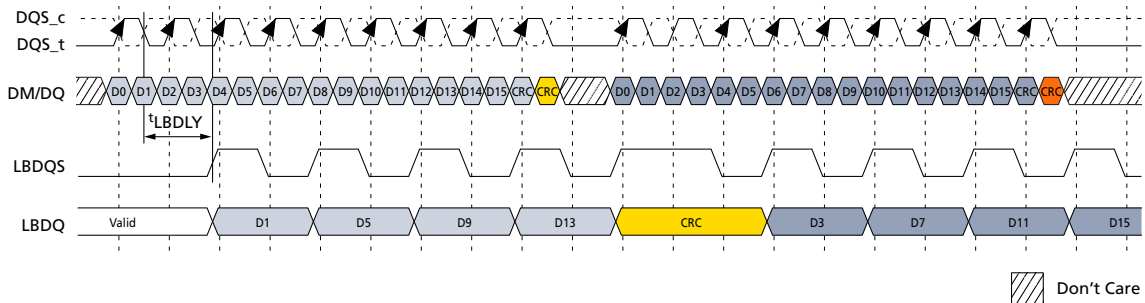 DQS_c
DQS_t
DM/DQ D0 D1 D2 D3 D4 D5 D6 D7 D8 D9 D10 D11 D12 D13 D14 D15 CRC CRC D0 D1 D2 D3 D4 D5 D6 D7 D8 D9 D10 D11 D12 D13 D14 D15 CRC CRC
tLBDLY
LBDQS
LBDQ Valid D1 D5 D9 D13 CRC D3 D7 D11 D15
Don't Care